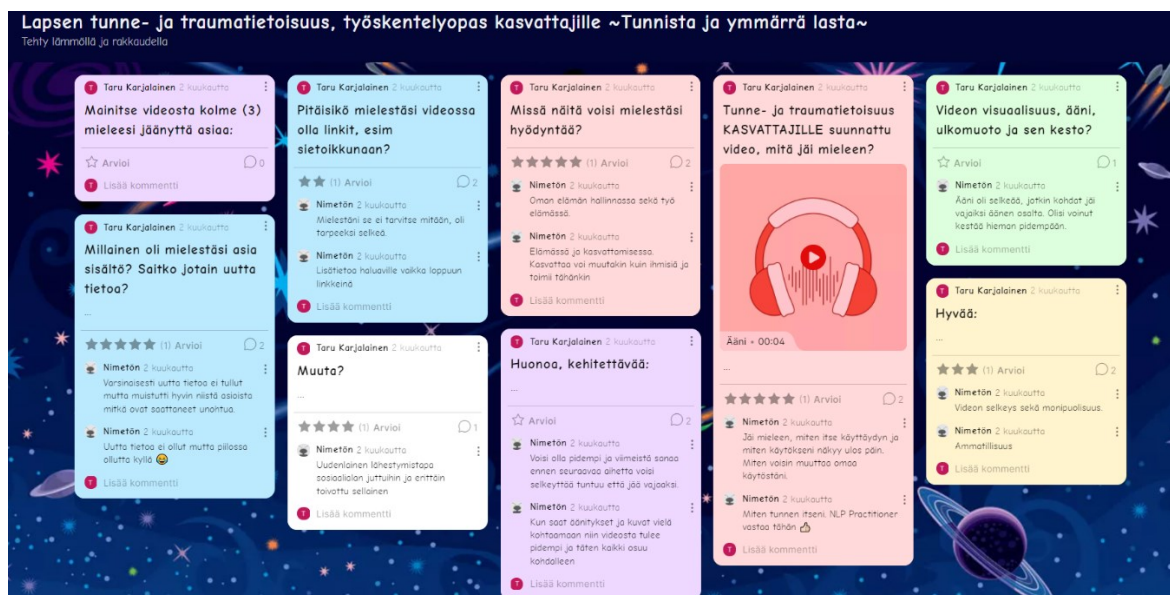 Lapsen tunne- ja traumatietoisuus, työskentelyopas kasvattajille ~Tunnista ja ymmärrä lasta~
Tehty lämmöllä ja rakkaudella
T Taru Karjalainen 2 kuukautta
Mainitse videosta kolme (3)
mieleesi jäänyttä asiaa:
Arvioi 0
T Lisää kommentti
T Taru Karjalainen 2 kuukautta
Millainen oli mielestäsi asia
sisältö? Saitko jotain uutta
tietoa?
...
(1) Arvioi 2
Nimetön 2 kuukautta
Varsinaisesti uutta tietoa ei tullut
mutta muistutti hyvin niistä asioista
mitkä ovat saattaneet unohtua.
Nimetön 2 kuukautta
Uutta tietoa ei ollut mutta piilossa
ollutta kyllä 😄
T Lisää kommentti
T Taru Karjalainen 2 kuukautta
Pitäisikö mielestäsi videossa
olla linkit, esim
sietoikkunaan?
(1) Arvioi 2
Nimetön 2 kuukautta
Mielestäni se ei tarvitse mitään, oli
tarpeeksi selkeä.
Nimetön 2 kuukautta
Lisätietoa haluaville vaikka loppuun
linkkeinä
T Lisää kommentti
T Taru Karjalainen 2 kuukautta
Muuta?
...
(1) Arvioi 1
Nimetön 2 kuukautta
Uudenlainen lähestymistapa
sosiaalialan juttuihin ja erittäin
toivottu sellainen
T Lisää kommentti
T Taru Karjalainen 2 kuukautta
Missä näitä voisi mielestäsi
hyödyntää?
(1) Arvioi 2
Nimetön 2 kuukautta
Oman elämän hallinnassa sekä työ
elämässä.
Nimetön 2 kuukautta
Elämässä ja kasvattamisessa.
Kasvattaa voi muutakin kuin ihmisiä ja
toimii tähänkin
T Lisää kommentti
T Taru Karjalainen 2 kuukautta
Huonoa, kehitettävää:
...
Arvioi 2
Nimetön 2 kuukautta
Voisi olla pidempi ja viimeistä sanaa
ennen seuraavaa aihetta voisi
selkeyttää tuntuu että jää vajaaksi.
Nimetön 2 kuukautta
Kun saat äänitykset ja kuvat vielä
kohtaamaan niin videosta tulee
pidempi ja täten kaikki osuu
kohdalleen
T Lisää kommentti
T Taru Karjalainen 2 kuukautta
Tunne- ja traumatietoisuus
KASVATTAJILLE suunnattu
video, mitä jäi mieleen?
Ääni • 00:04
...
(1) Arvioi 2
Nimetön 2 kuukautta
Jäi mieleen, miten itse käyttäydyn ja
miten käytökseni näkyy ulos päin.
Miten voisin muuttaa omaa
käytöstäni.
Nimetön 2 kuukautta
Miten tunnen itseni. NLP Practitioner
vastaa tähän 👍
T Lisää kommentti
T Taru Karjalainen 2 kuukautta
Videon visuaalisuus, ääni,
ulkomuoto ja sen kesto?
Arvioi 1
Nimetön 2 kuukautta
Ääni oli selkeää, jotkin kohdat jäi
vajaiksi äänen osalta. Olisi voinut
kestää hieman pidempään.
T Lisää kommentti
T Taru Karjalainen 2 kuukautta
Hyvää:
...
(1) Arvioi 2
Nimetön 2 kuukautta
Videon selkeys sekä monipuolisuus.
Nimetön 2 kuukautta
Ammatillisuus
T Lisää kommentti